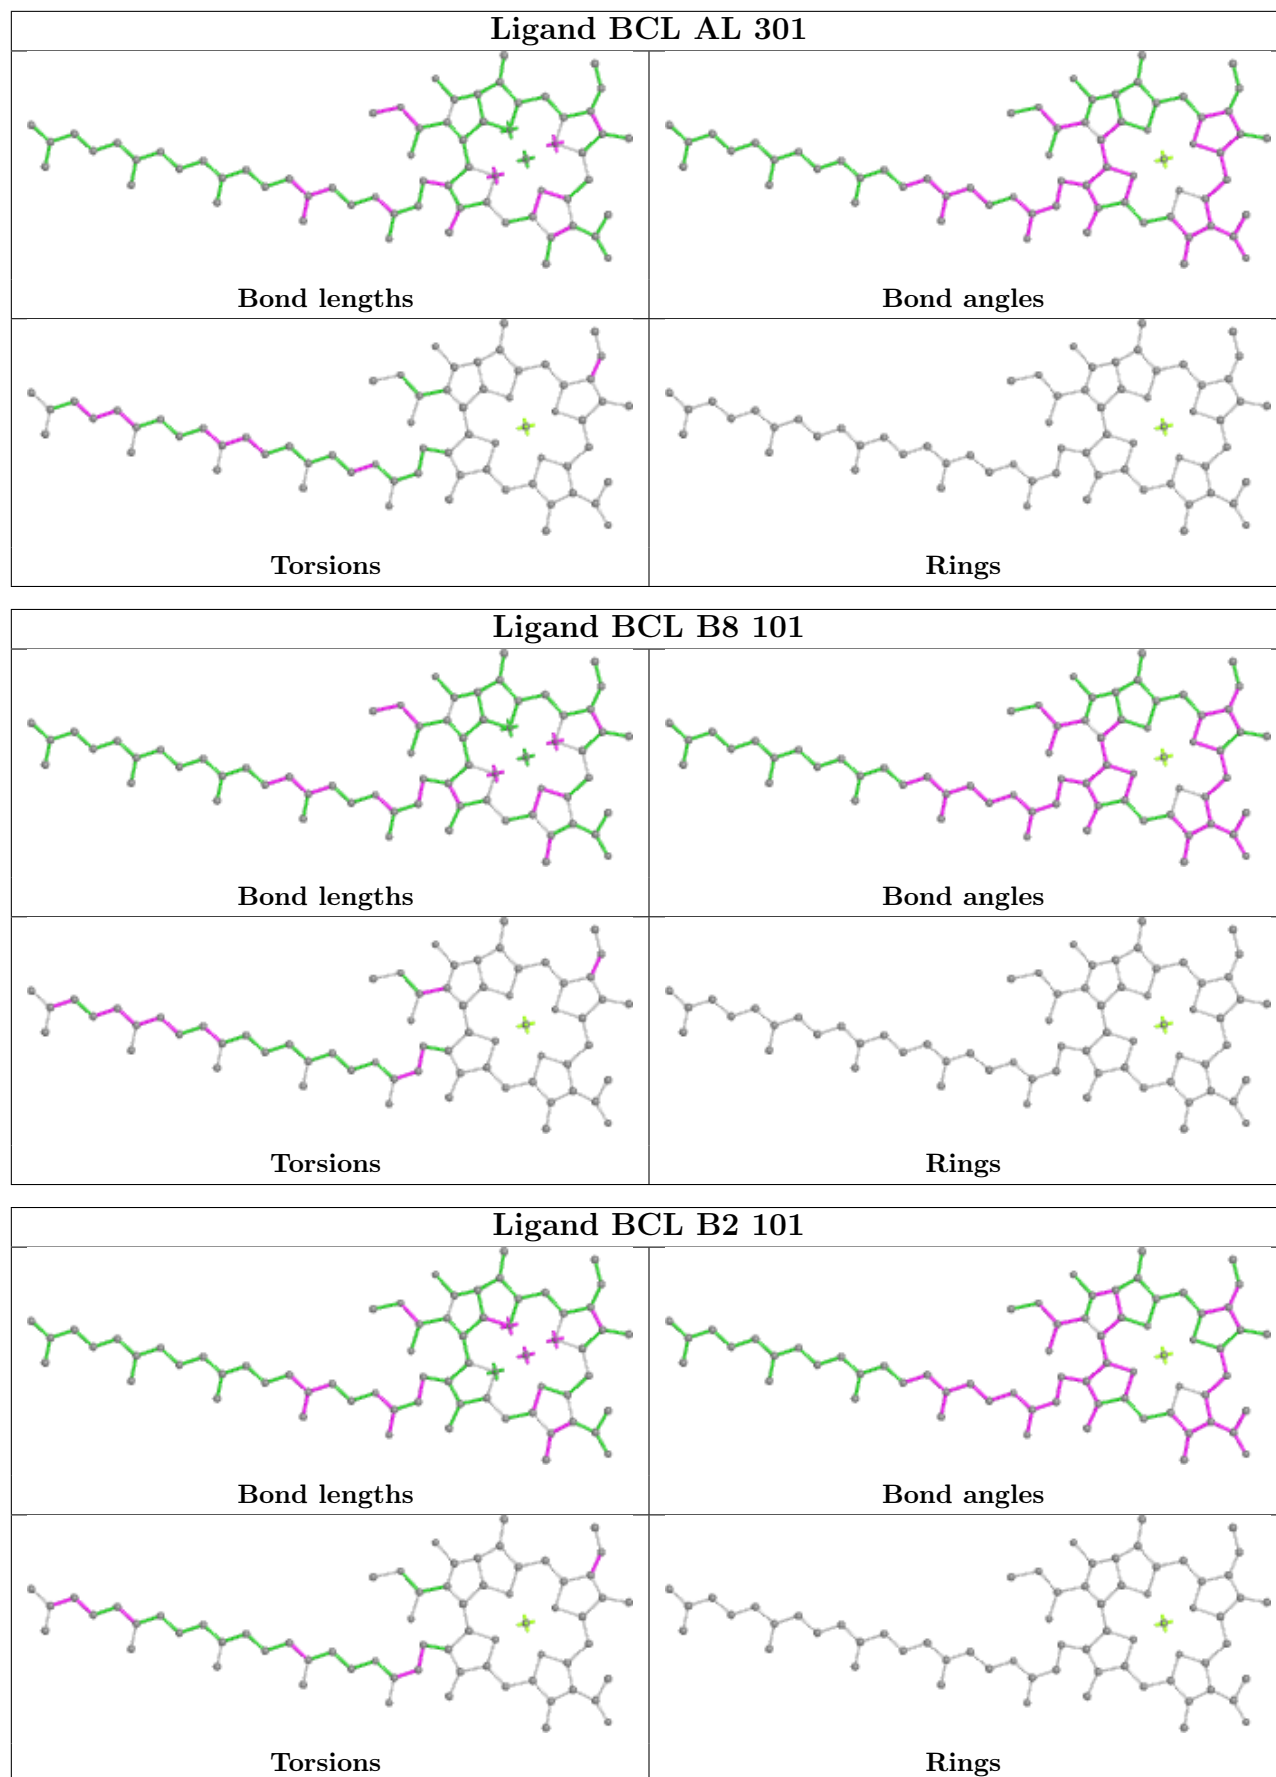 Ligand BCL AL 301
Bond lengths
Bond angles
Torsions
Rings
Ligand BCL B8 101
Bond lengths
Bond angles
Torsions
Rings
Ligand BCL B2 101
Bond lengths
Bond angles
Torsions
Rings